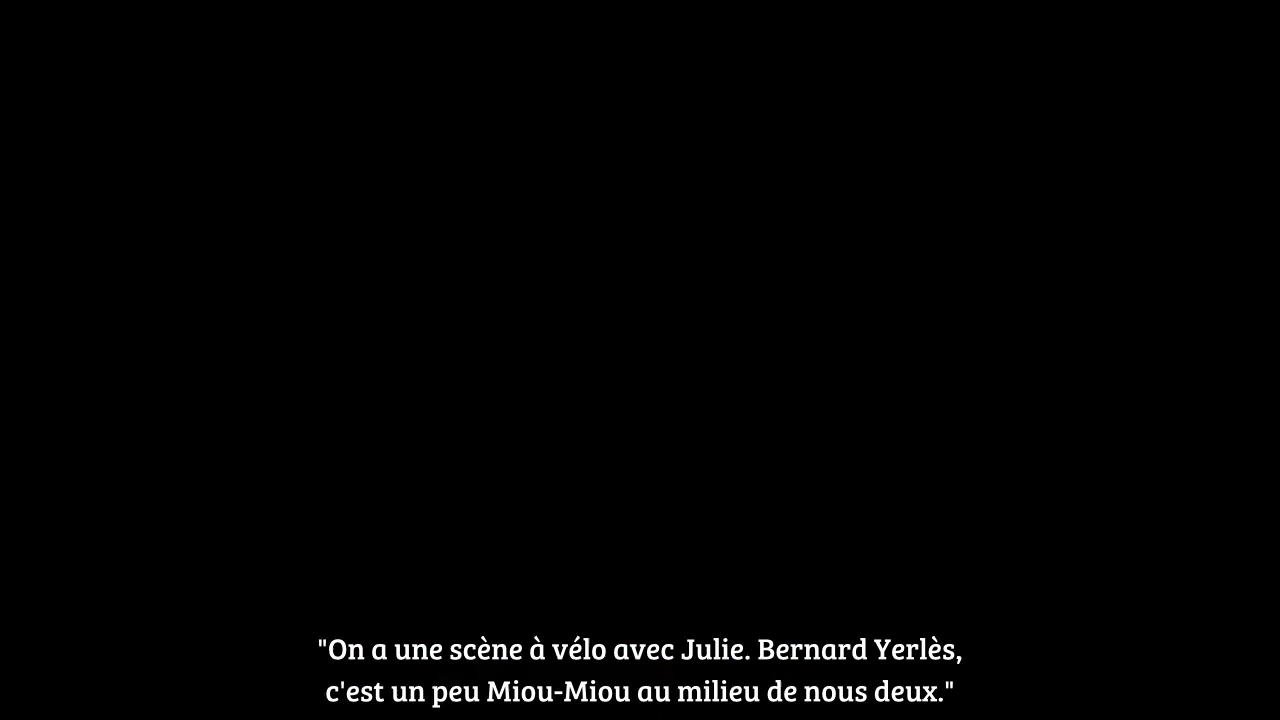 "On a une scène à vélo avec Julie. Bernard Yerlès,
c'est un peu Miou-Miou au milieu de nous deux."